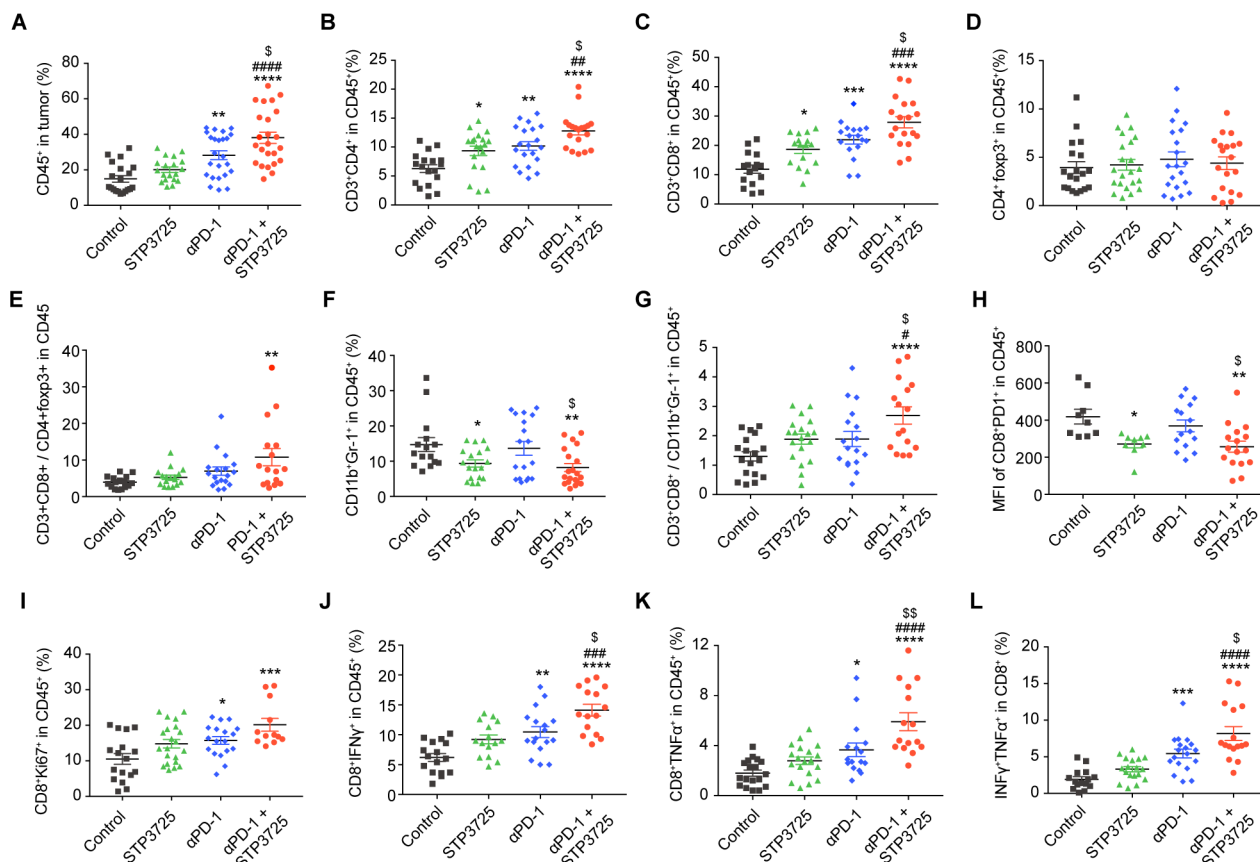 A
CD45⁺ in tumor (%)
80
60
40
20
0
**
$
####
****
Control
STP3725
αPD-1
αPD-1 +
STP3725
B
CD3⁺CD4⁺ in CD45⁺(%)
25
20
15
10
5
0
*
**
$
##
****
Control
STP3725
αPD-1
αPD-1 +
STP3725
C
CD3⁺CD8⁺ in CD45⁺(%)
50
40
30
20
10
0
*
***
$
###
****
Control
STP3725
αPD-1
αPD-1 +
STP3725
D
CD4⁺ foxp3⁺ in CD45⁺(%)
15
10
5
0
Control
STP3725
αPD-1
αPD-1 +
STP3725
E
CD3+CD8+ / CD4+foxp3+ in CD45
40
30
20
10
0
**
Control
STP3725
αPD-1
PD-1 +
STP3725
F
CD11b⁺Gr-1⁺ in CD45⁺ (%)
40
30
20
10
0
*
$
**
Control
STP3725
αPD-1
αPD-1 +
STP3725
G
CD3⁺CD8⁺ / CD11b⁺Gr-1⁺ in CD45⁺
5
4
3
2
1
0
$
#
****
Control
STP3725
αPD-1
αPD-1 +
STP3725
H
MFI of CD8⁺PD1⁺ in CD45⁺
800
600
400
200
0
*
$
**
Control
STP3725
αPD-1
αPD-1 +
STP3725
I
CD8⁺Ki67⁺ in CD45⁺ (%)
40
30
20
10
0
*
***
Control
STP3725
αPD-1
αPD-1 +
STP3725
J
CD8⁺IFNγ⁺ in CD45⁺ (%)
25
20
15
10
5
0
**
$
###
****
Control
STP3725
αPD-1
αPD-1 +
STP3725
K
CD8⁺TNFα⁺ in CD45⁺ (%)
12
9
6
3
0
*
$$
####
****
Control
STP3725
αPD-1
αPD-1 +
STP3725
L
INFγ⁺TNFα⁺ in CD8⁺ (%)
20
15
10
5
0
***
$
####
****
Control
STP3725
αPD-1
αPD-1 +
STP3725